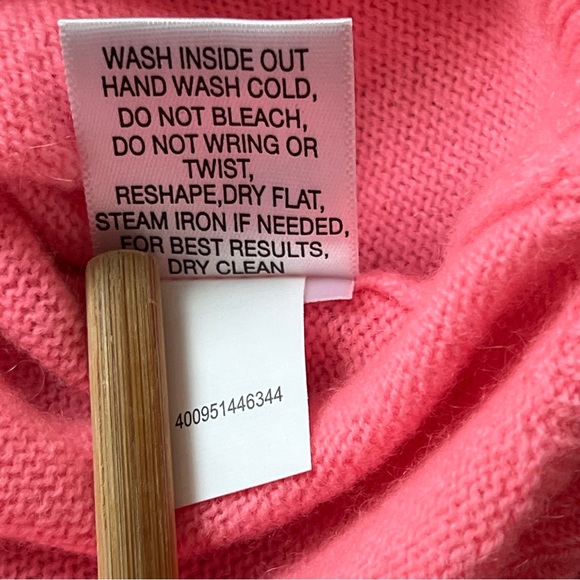 WASH INSIDE OUT
HAND WASH COLD,
DO NOT BLEACH,
DO NOT WRING OR
TWIST,
RESHAPE,DRY FLAT,
STEAM IRON IF NEEDED,
FOR BEST RESULTS,
DRY CLEAN
400951446344